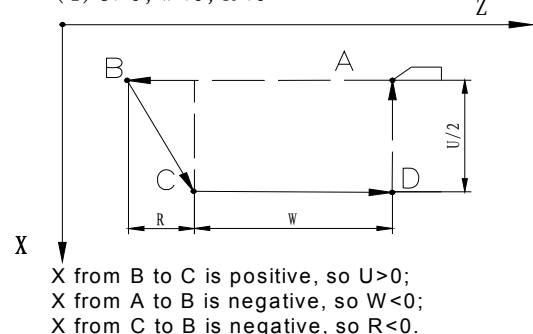 Z
B
A
U/2
C
D
R
W
X
X from B to C is positive, so U>0;
X from A to B is negative, so W<0;
X from C to B is negative, so R<0.